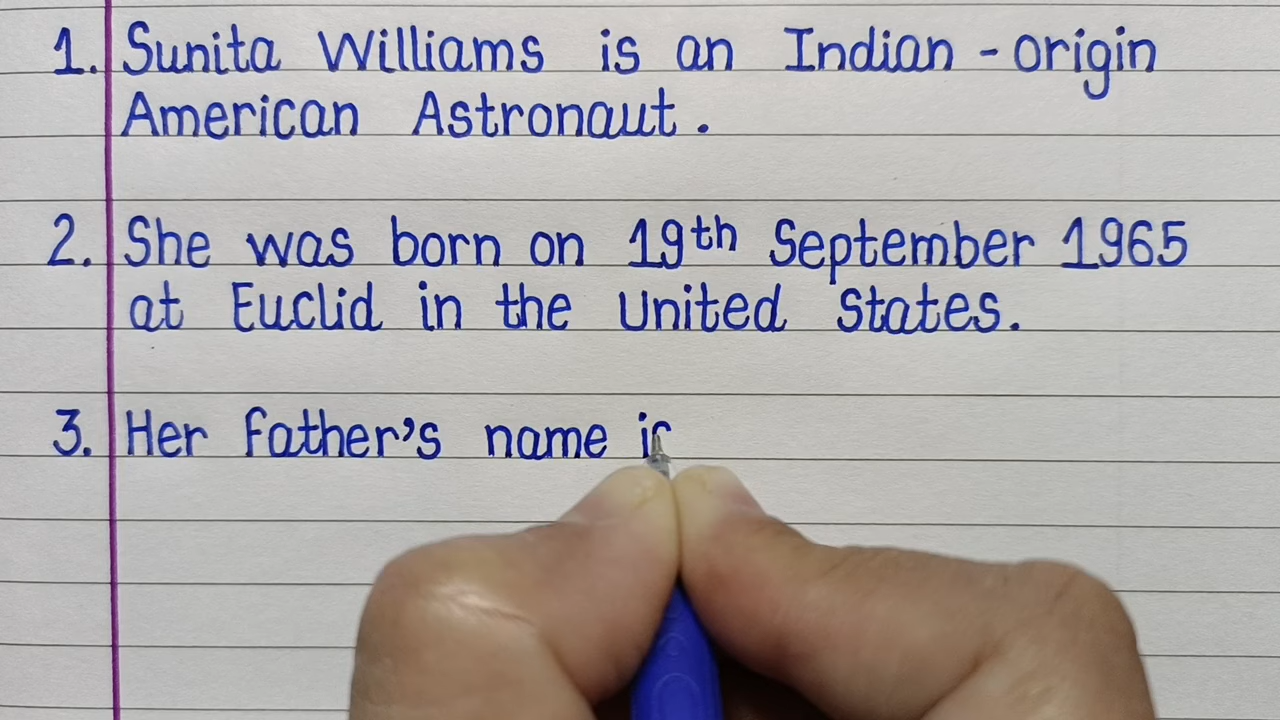 1. Sunita Williams is an Indian - origin
American Astronaut.
2. She was born on 19th September 1965
at Euclid in the United States.
3. Her father's name